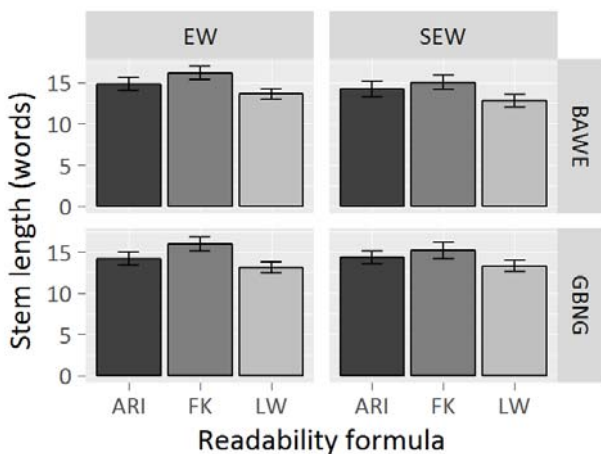 EW SEW
Stem length (words)
15
10
5
0
BAWE
15
10
5
0
GBNG
ARI FK LW ARI FK LW
Readability formula